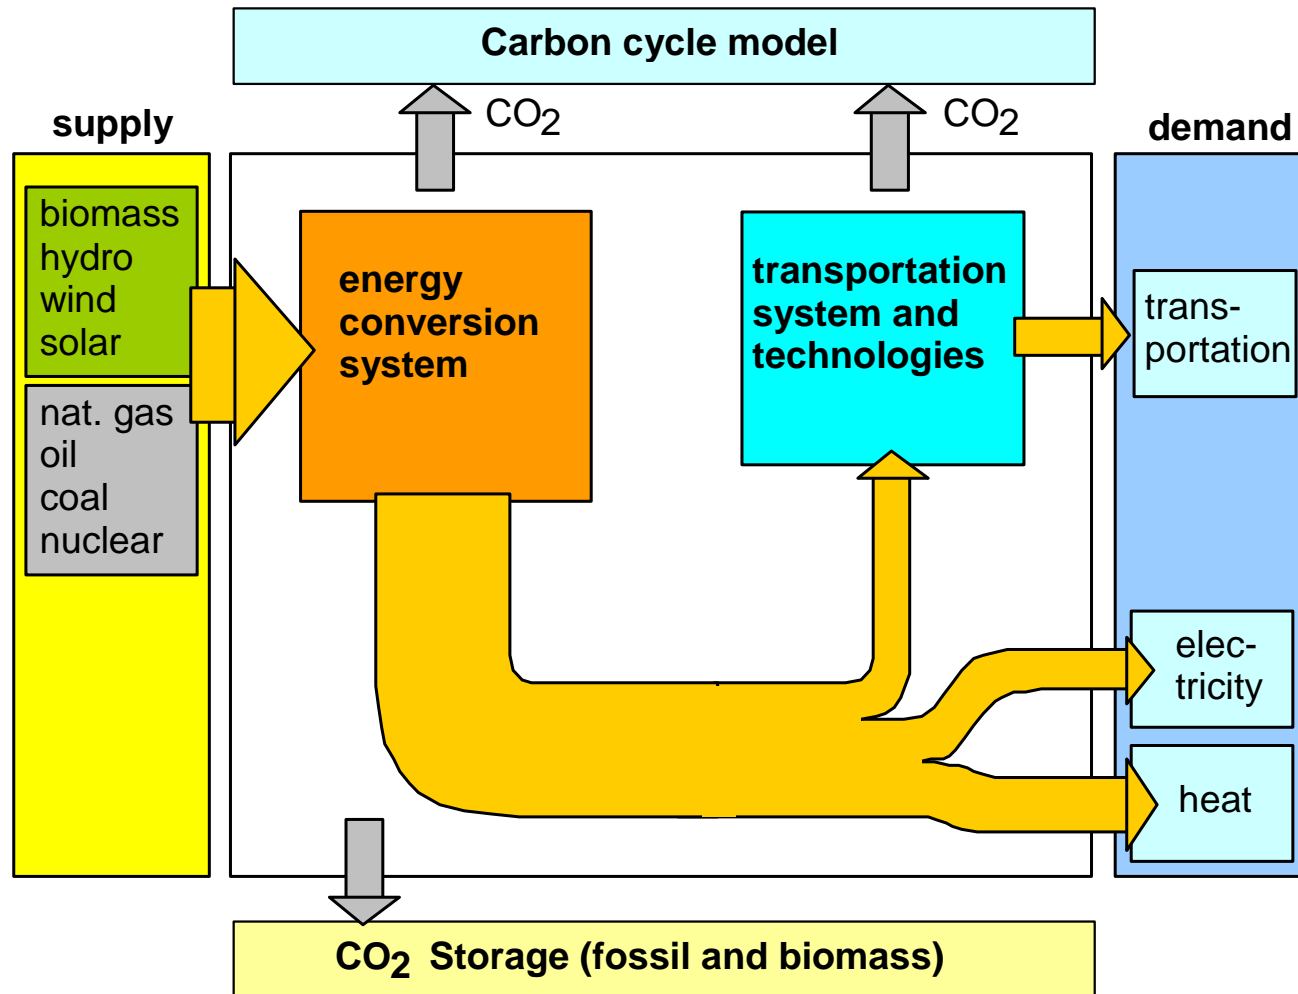 Carbon cycle model
CO2
CO2
supply
demand
biomass
hydro
wind
solar
nat. gas
oil
coal
nuclear
energy
conversion
system
transportation
system and
technologies
trans-
portation
elec-
tricity
heat
CO2 Storage (fossil and biomass)